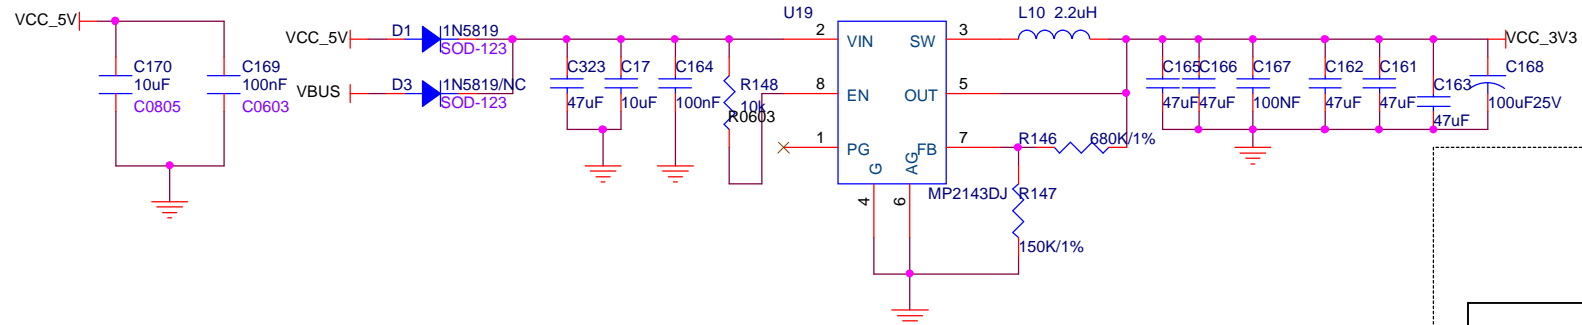 VCC_5V
C170
10uF
C0805
C169
100nF
C0603
VCC_5V
D1
1N5819
SOD-123
VBUS
D3
1N5819/NC
SOD-123
C323
47uF
C17
10uF
C164
100nF
R148
10k
R0603
U19
2
VIN
8
EN
1
PG
SW
3
OUT
5
FB
7
G
4
AG
6
MP2143DJ
L10 2.2uH
R146
680K/1%
R147
150K/1%
C165
47uF
C166
47uF
C167
100NF
C162
47uF
C161
47uF
C163
47uF
C168
100uF25V
VCC_3V3